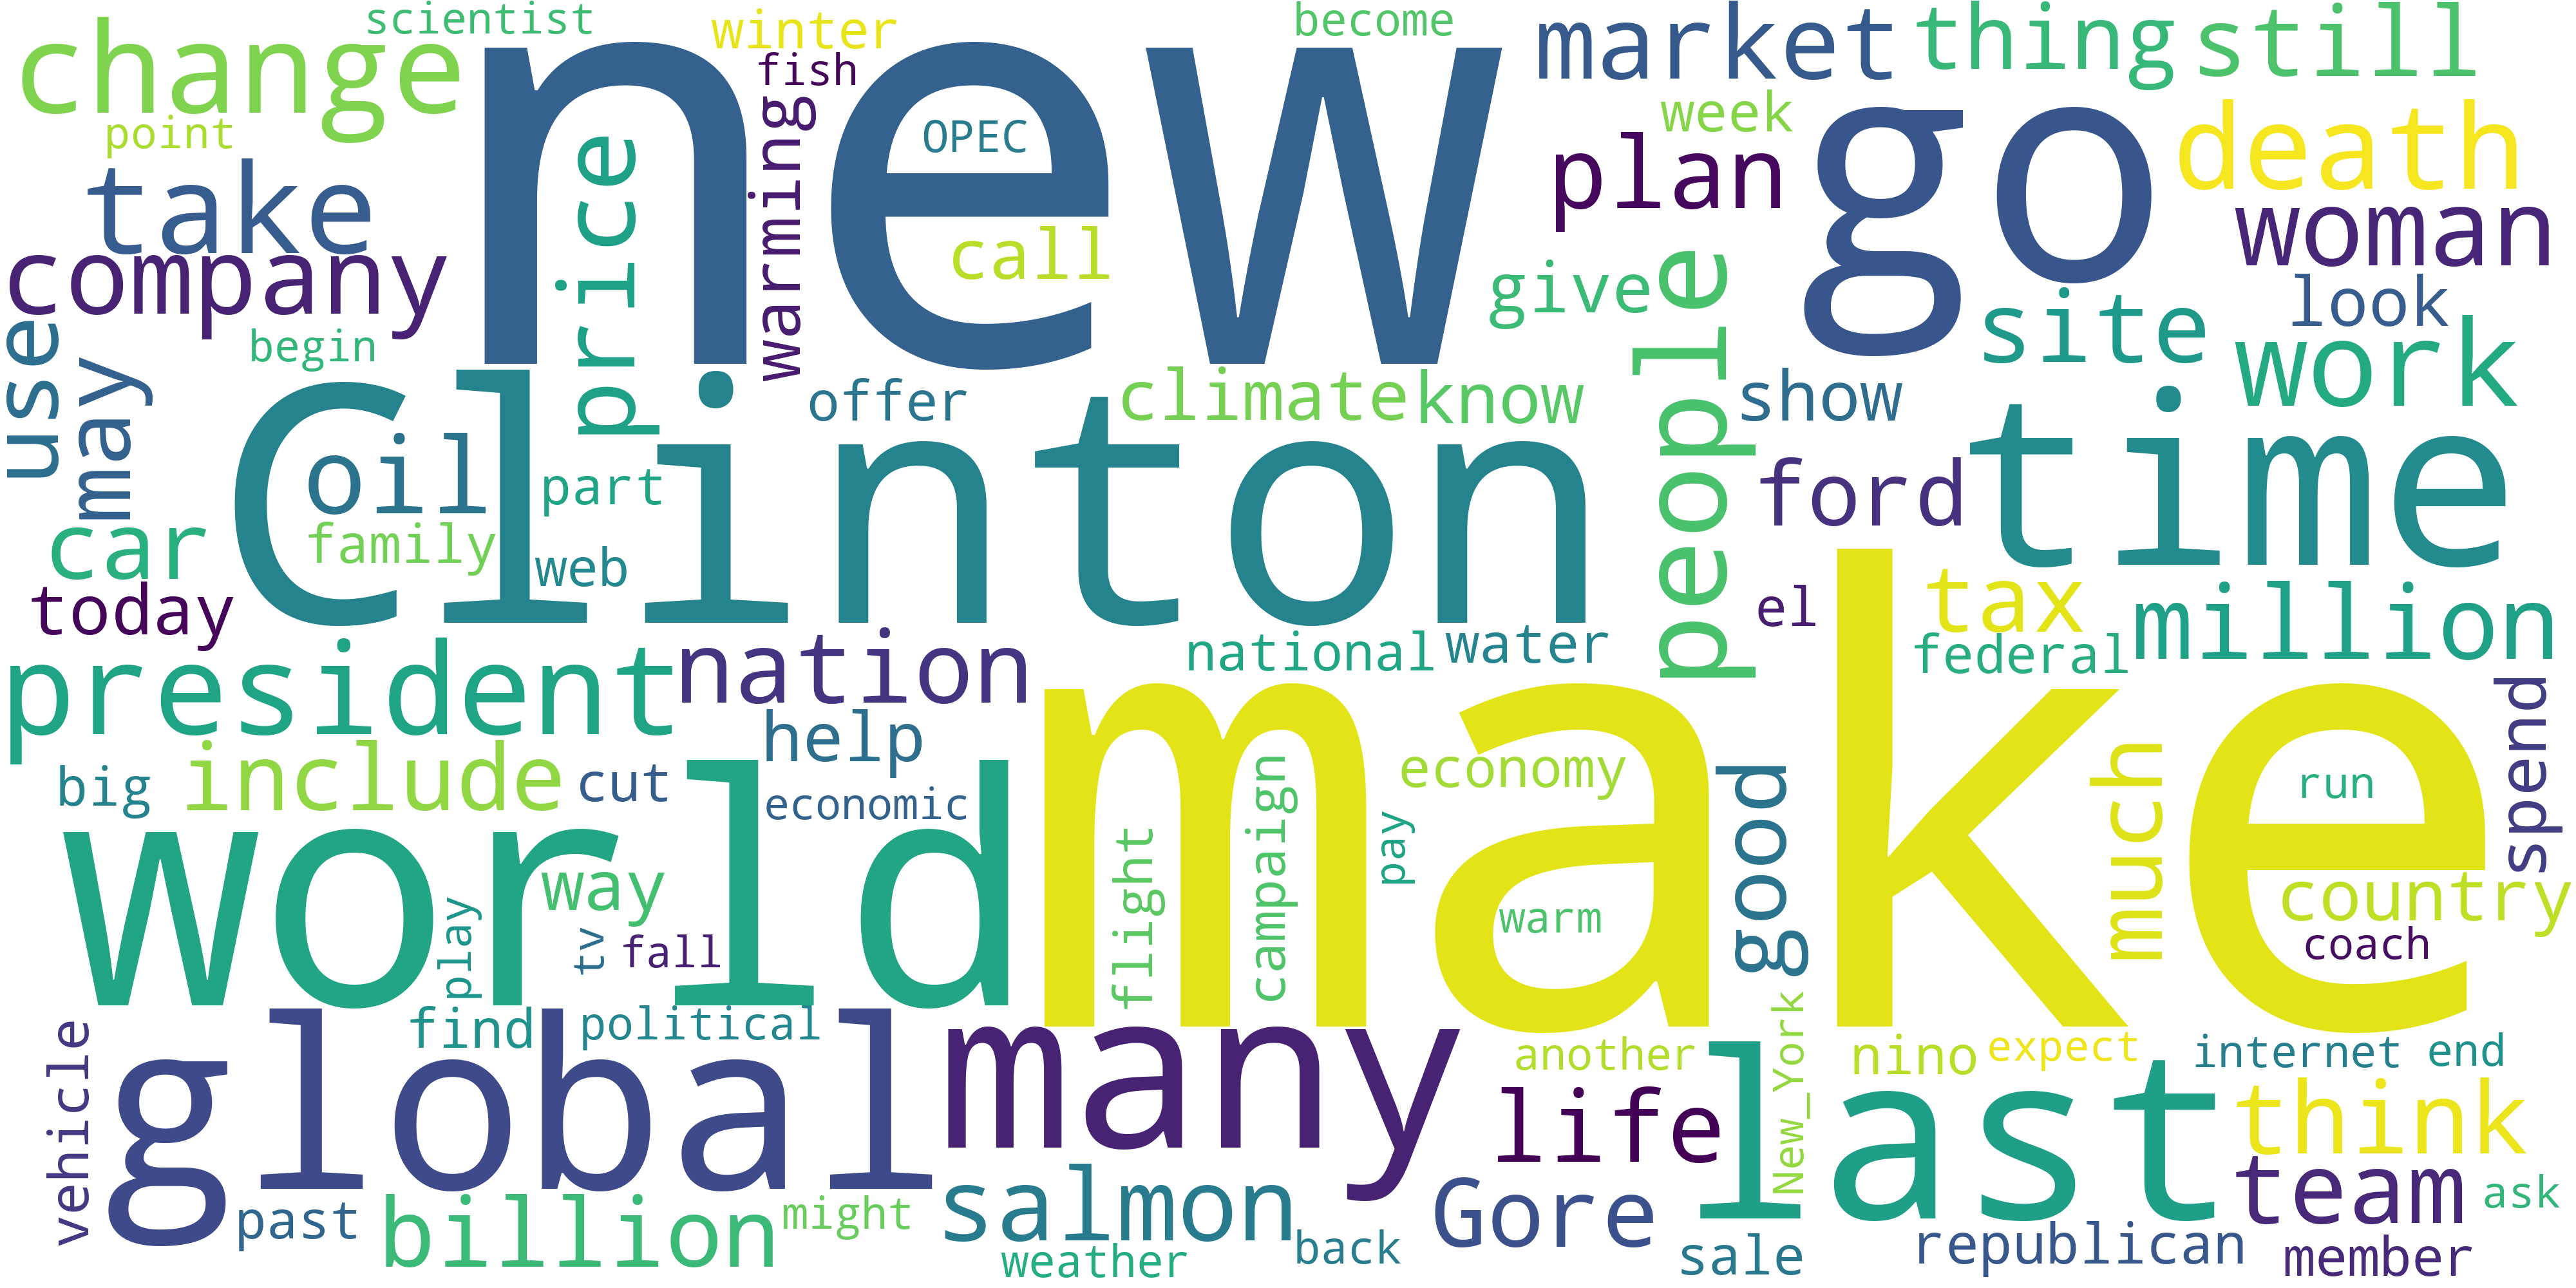 scientist
winter
become
change
new
fish
market
thing
still
point
OPEC
week
go
death
take
price
warming
plan
woman
company
call
give
site
look
begin
use
may
offer
climate
know
people
show
work
Clinton
oil
part
ford
time
car
family
web
today
el
tax
million
president
nation
national
water
federal
help
make
spend
big
include
cut
economic
economy
good
much
run
world
way
flight
campaign
pay
country
play
tv
fall
warm
coach
vehicle
find
political
many
another
New_York
nino
expect
internet
end
global
life
last
think
past
billion
might
salmon
Gore
team
ask
weather
back
sale
republican
member